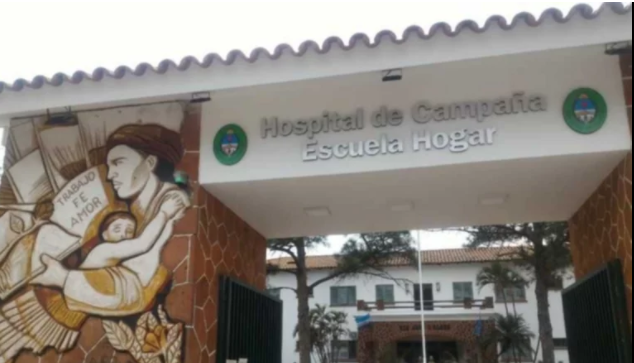 Hospital de Campaña
Escuela Hogar
TRABAJO
FE
AMOR